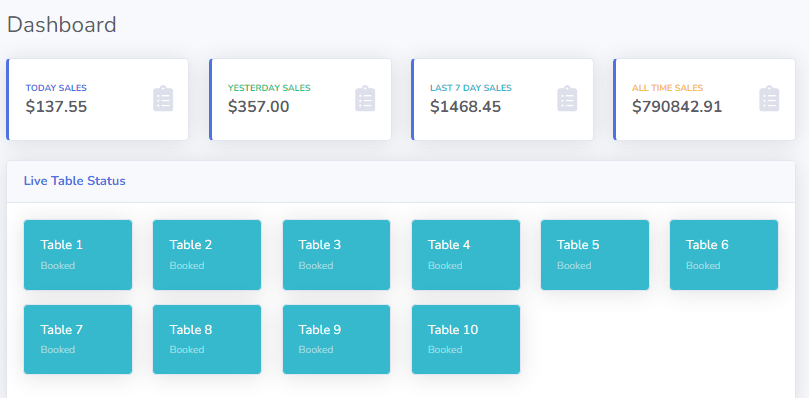 Dashboard
TODAY SALES
$137.55
YESTERDAY SALES
$357.00
LAST 7 DAY SALES
$1468.45
ALL TIME SALES
$790842.91
Live Table Status
Table 1
Booked
Table 2
Booked
Table 3
Booked
Table 4
Booked
Table 5
Booked
Table 6
Booked
Table 7
Booked
Table 8
Booked
Table 9
Booked
Table 10
Booked